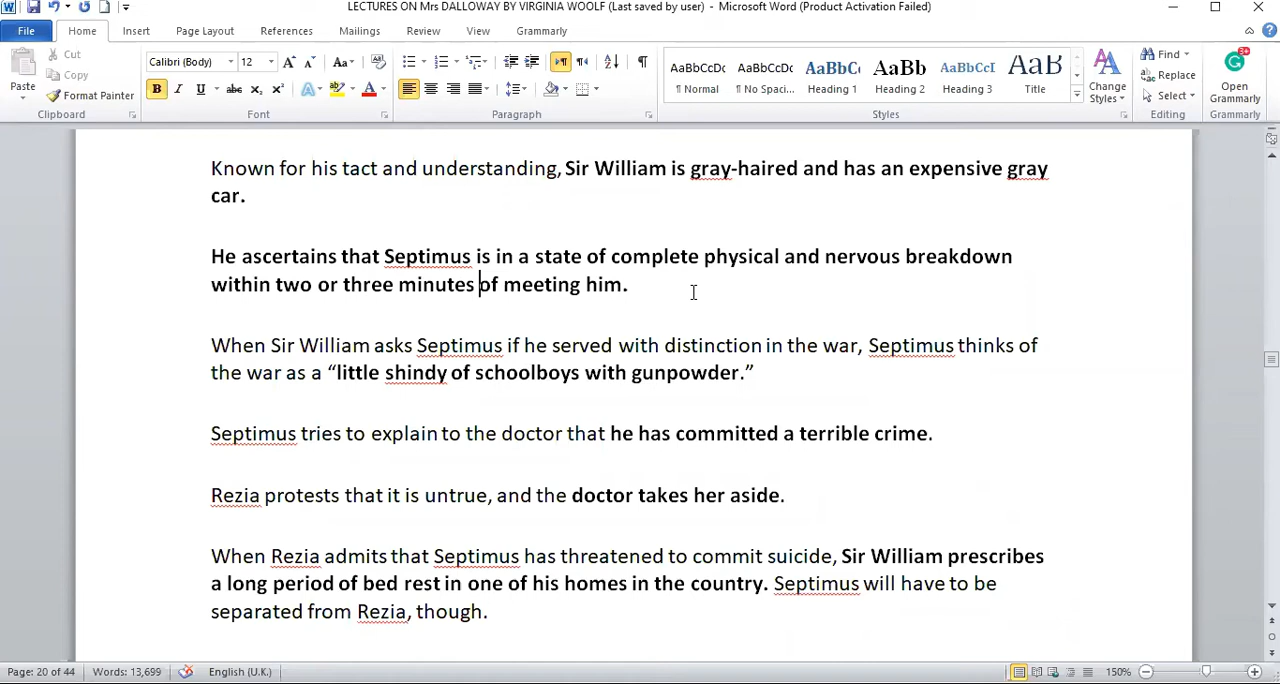 LECTURES ON Mrs DALLOWAY BY VIRGINIA WOOLF (Last saved by user) - Microsoft Word (Product Activation Failed)
File Home Insert Page Layout References Mailings Review View Grammarly
Paste
Cut
Copy
Format Painter
Clipboard
Calibri (Body) 12
Font
Paragraph
AaBbCcDc AaBbCcDc AaBbC AaBb AaBbCcI AaB
¶ Normal ¶ No Spaci... Heading 1 Heading 2 Heading 3 Title
Change
Styles
Styles
Find
Replace
Select
Editing
3
Open
Grammarly
Grammarly
Known for his tact and understanding, Sir William is gray-haired and has an expensive gray
car.
He ascertains that Septimus is in a state of complete physical and nervous breakdown
within two or three minutes of meeting him.
When Sir William asks Septimus if he served with distinction in the war, Septimus thinks of
the war as a “little shindy of schoolboys with gunpowder.”
Septimus tries to explain to the doctor that he has committed a terrible crime.
Rezia protests that it is untrue, and the doctor takes her aside.
When Rezia admits that Septimus has threatened to commit suicide, Sir William prescribes
a long period of bed rest in one of his homes in the country. Septimus will have to be
separated from Rezia, though.
Page: 20 of 44 Words: 13,699 English (U.K.) 150%